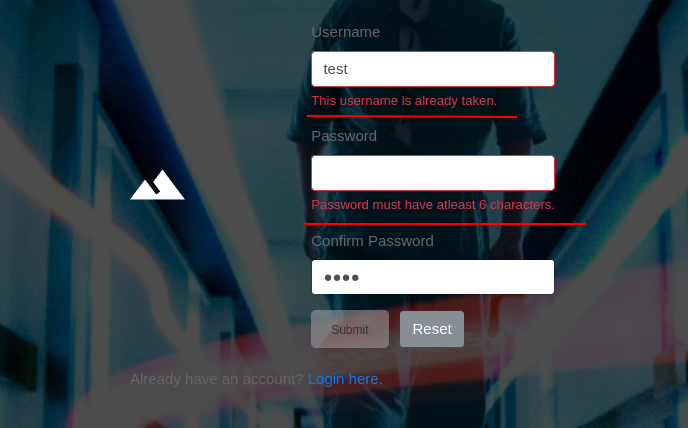 Username
test
This username is already taken.
Password
Password must have atleast 6 characters.
Confirm Password
●●●●
Submit Reset
Already have an account? Login here.